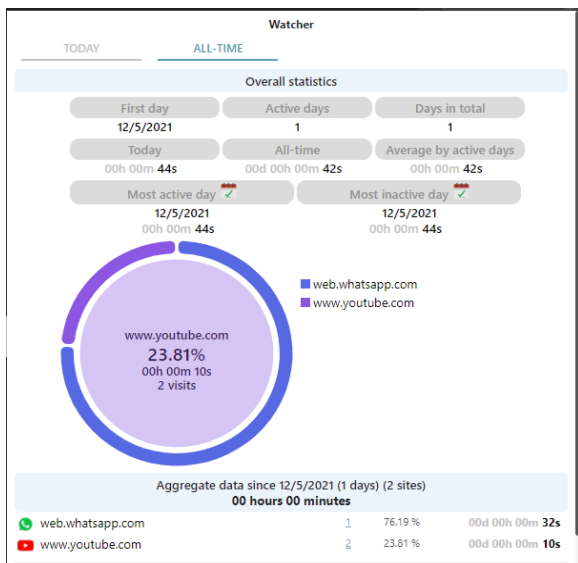 Watcher
TODAY ALL-TIME
Overall statistics
First day Active days Days in total
12/5/2021 1 1
Today All-time Average by active days
00h 00m 44s 00d 00h 00m 42s 00h 00m 42s
Most active day Most inactive day
12/5/2021 12/5/2021
00h 00m 44s 00h 00m 44s
web.whatsapp.com
www.youtube.com
www.youtube.com
23.81%
00h 00m 10s
2 visits
Aggregate data since 12/5/2021 (1 days) (2 sites)
00 hours 00 minutes
web.whatsapp.com 1 76.19 % 00d 00h 00m 32s
www.youtube.com 2 23.81 % 00d 00h 00m 10s